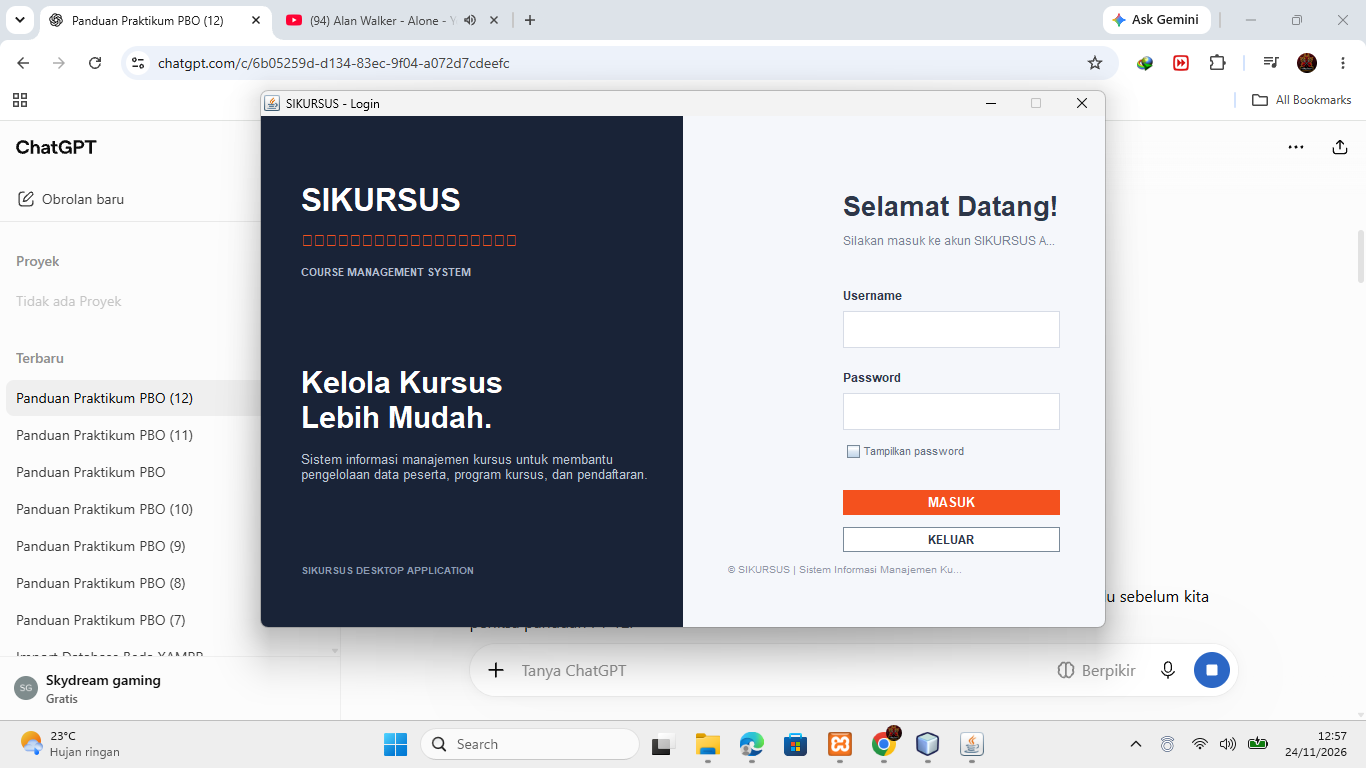 Panduan Praktikum PBO (12)
(94) Alan Walker - Alone - Y
Ask Gemini
chatgpt.com/c/6b05259d-d134-83ec-9f04-a072d7cdeefc
All Bookmarks
ChatGPT
Obrolan baru
Proyek
Tidak ada Proyek
Terbaru
Panduan Praktikum PBO (12)
Panduan Praktikum PBO (11)
Panduan Praktikum PBO
Panduan Praktikum PBO (10)
Panduan Praktikum PBO (9)
Panduan Praktikum PBO (8)
Panduan Praktikum PBO (7)
Import Database Beda XAMPP
SG
Skydream gaming
Gratis
SIKURSUS - Login
SIKURSUS
COURSE MANAGEMENT SYSTEM
Kelola Kursus
Lebih Mudah.
Sistem informasi manajemen kursus untuk membantu
pengelolaan data peserta, program kursus, dan pendaftaran.
SIKURSUS DESKTOP APPLICATION
Selamat Datang!
Silakan masuk ke akun SIKURSUS A...
Username
Password
Tampilkan password
MASUK
KELUAR
© SIKURSUS | Sistem Informasi Manajemen Ku...
u sebelum kita
Tanya ChatGPT
Berpikir
23°C
Hujan ringan
Search
12:57
24/11/2026